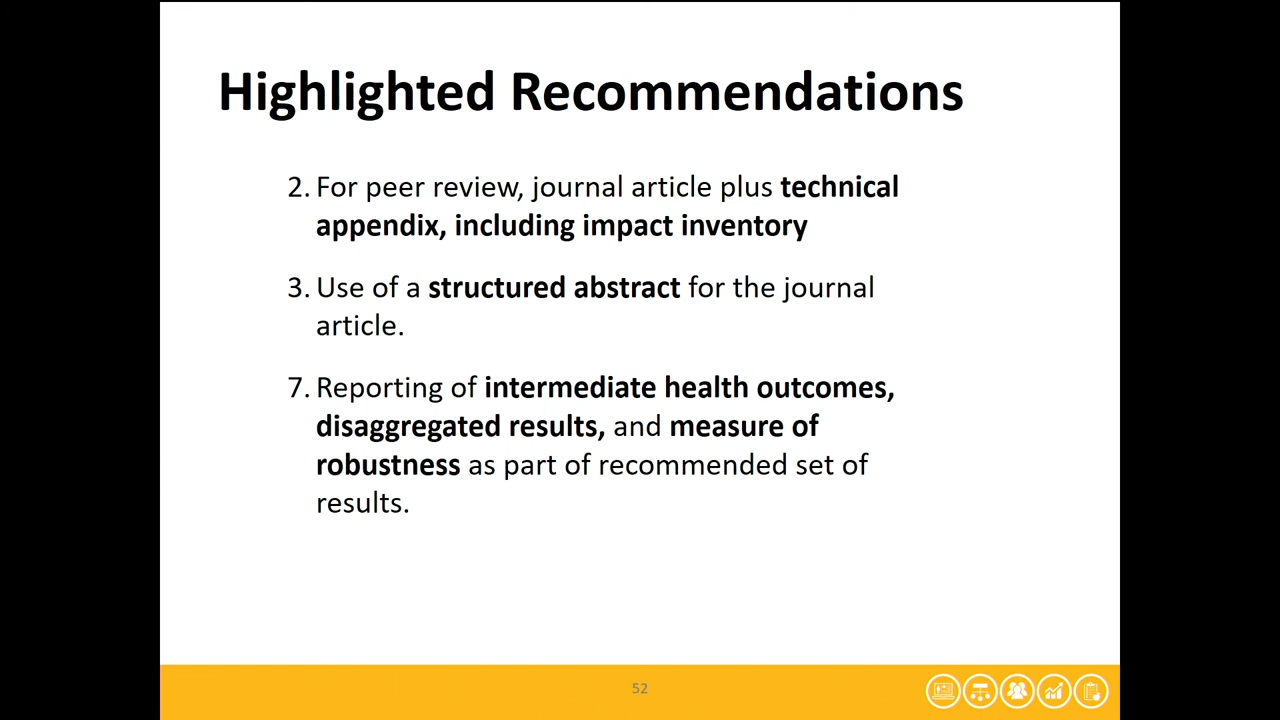 Highlighted Recommendations
2. For peer review, journal article plus technical
appendix, including impact inventory
3. Use of a structured abstract for the journal
article.
7. Reporting of intermediate health outcomes,
disaggregated results, and measure of
robustness as part of recommended set of
results.
52